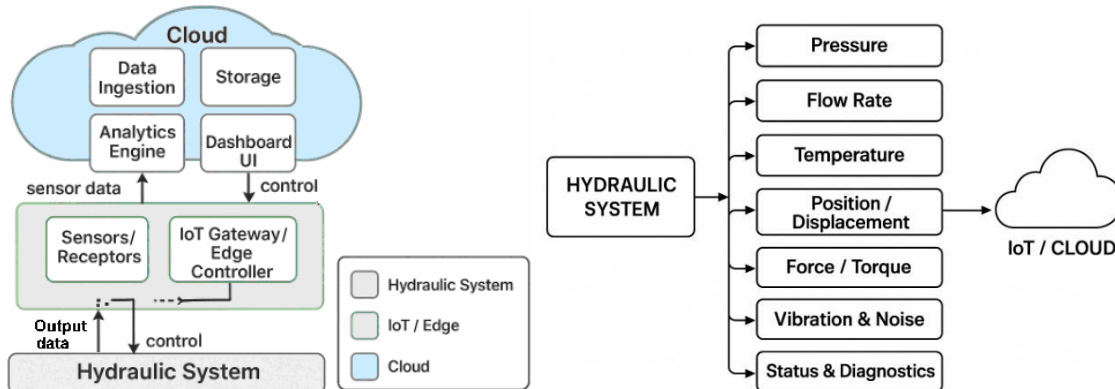 Cloud
Data
Ingestion
Storage
Analytics
Engine
Dashboard
UI
sensor data
control
Sensors/
Receptors
IoT Gateway/
Edge
Controller
Output
data
control
Hydraulic System
Hydraulic System
IoT / Edge
Cloud
HYDRAULIC
SYSTEM
Pressure
Flow Rate
Temperature
Position /
Displacement
Force / Torque
Vibration & Noise
Status & Diagnostics
IoT / CLOUD